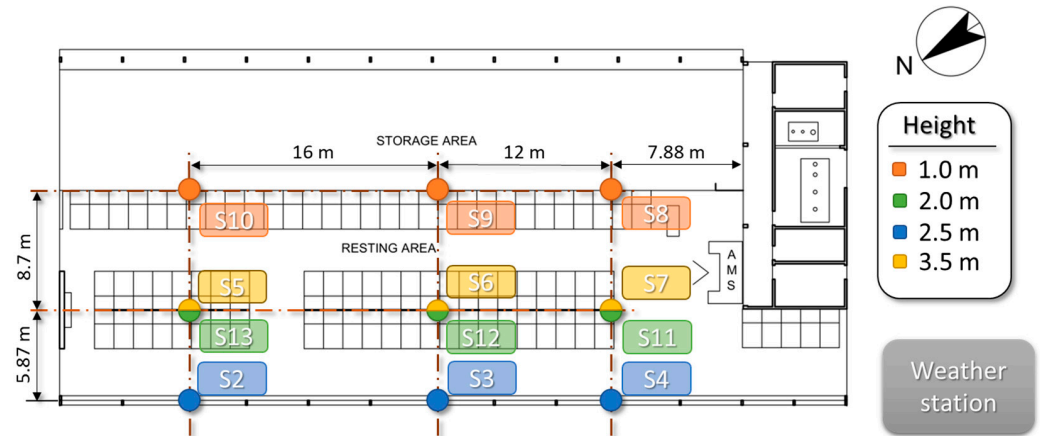 N
Height
1.0 m
2.0 m
2.5 m
3.5 m
STORAGE AREA
16 m
12 m
7.88 m
S10
S9
S8
RESTING AREA
8.7 m
S5
S6
S7
A
M
S
S13
S12
S11
5.87 m
S2
S3
S4
Weather
station